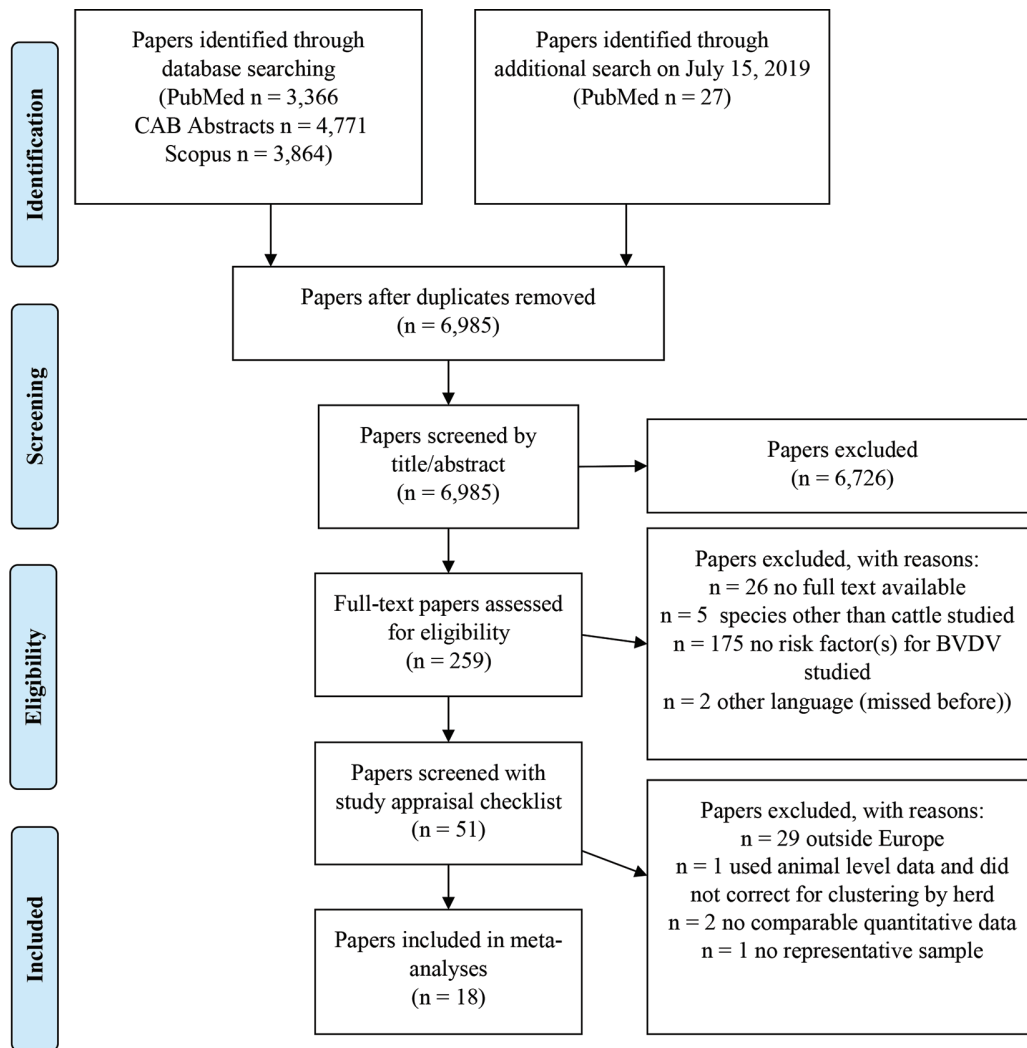 Identification
Papers identified through
database searching
(PubMed n = 3,366
CAB Abstracts n = 4,771
Scopus n = 3,864)
Papers identified through
additional search on July 15, 2019
(PubMed n = 27)
Papers after duplicates removed
(n = 6,985)
Screening
Papers screened by
title/abstract
(n = 6,985)
Papers excluded
(n = 6,726)
Eligibility
Full-text papers assessed
for eligibility
(n = 259)
Papers excluded, with reasons:
n = 26 no full text available
n = 5 species other than cattle studied
n = 175 no risk factor(s) for BVDV
studied
n = 2 other language (missed before))
Papers screened with
study appraisal checklist
(n = 51)
Papers excluded, with reasons:
n = 29 outside Europe
n = 1 used animal level data and did
not correct for clustering by herd
n = 2 no comparable quantitative data
n = 1 no representative sample
Included
Papers included in meta-
analyses
(n = 18)